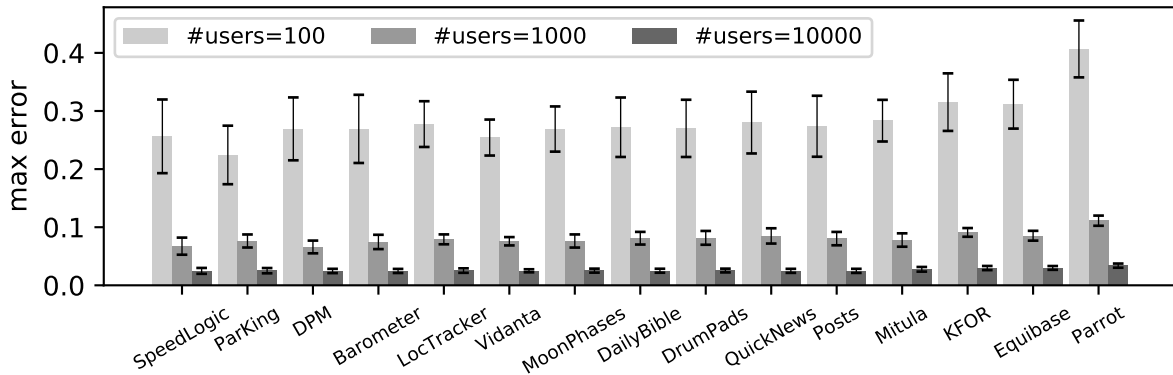 #users=100 #users=1000 #users=10000
max error
0.4
0.3
0.2
0.1
0.0
SpeedLogic
ParKing
DPM
Barometer
LocTracker
Vidanta
MoonPhases
DailyBible
DrumPads
QuickNews
Posts
Mitula
KFOR
Equibase
Parrot